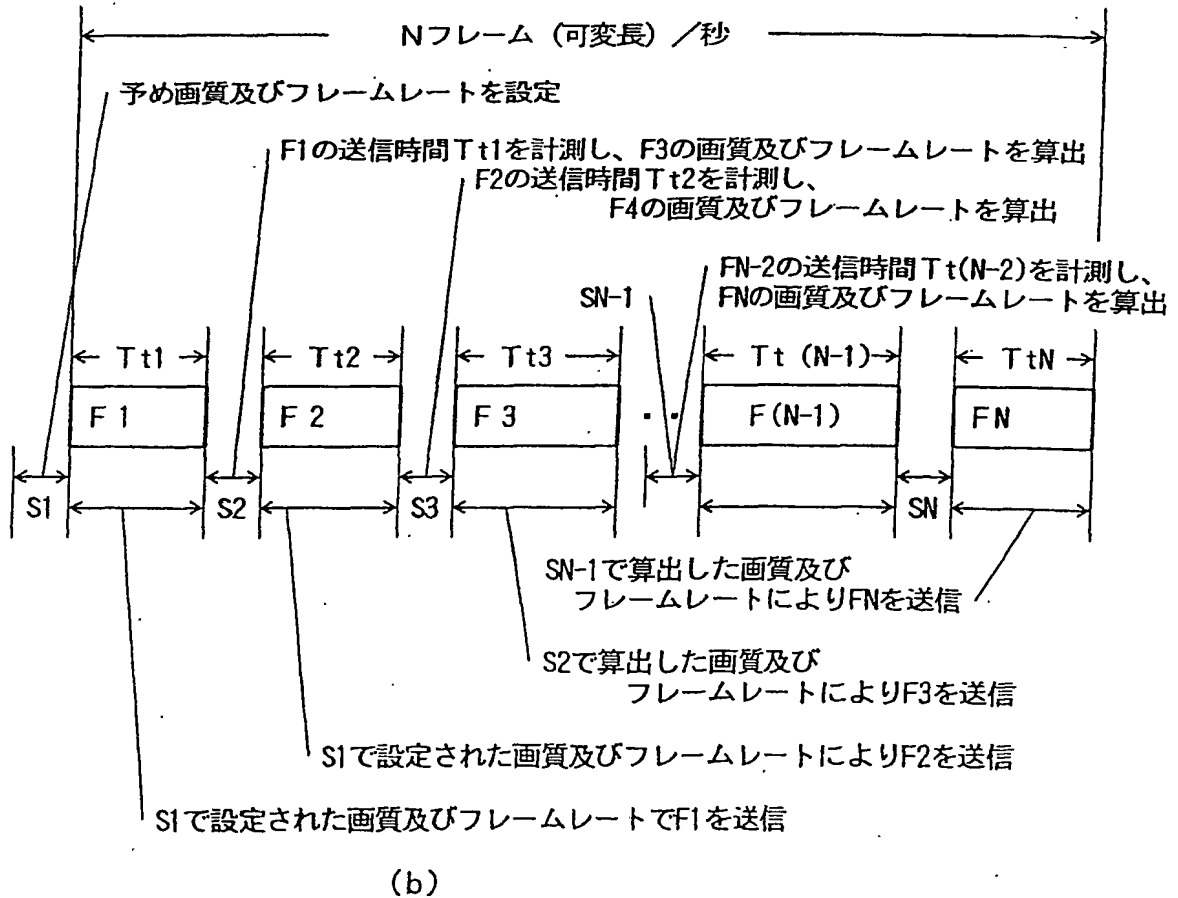 Nフレーム（可変長）／秒
予め画質及びフレームレートを設定
F1の送信時間Tt1を計測し、F3の画質及びフレームレートを算出
F2の送信時間Tt2を計測し、
F4の画質及びフレームレートを算出
FN-2の送信時間Tt(N-2)を計測し、
FNの画質及びフレームレートを算出
SN-1
Tt1 Tt2 Tt3 Tt (N-1) TtN
F1 F2 F3 ・・ F(N-1) FN
S1 S2 S3 SN
SN-1で算出した画質及び
フレームレートによりFNを送信
S2で算出した画質及び
フレームレートによりF3を送信
S1で設定された画質及びフレームレートによりF2を送信
S1で設定された画質及びフレームレートでF1を送信
(b)